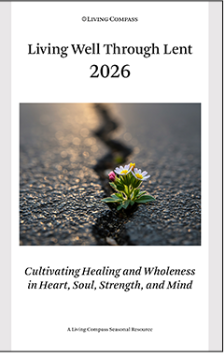 LIVING COMPASS
Living Well Through Lent
2026
Cultivating Healing and Wholeness
in Heart, Soul, Strength, and Mind
A Living Compass Seasonal Resource